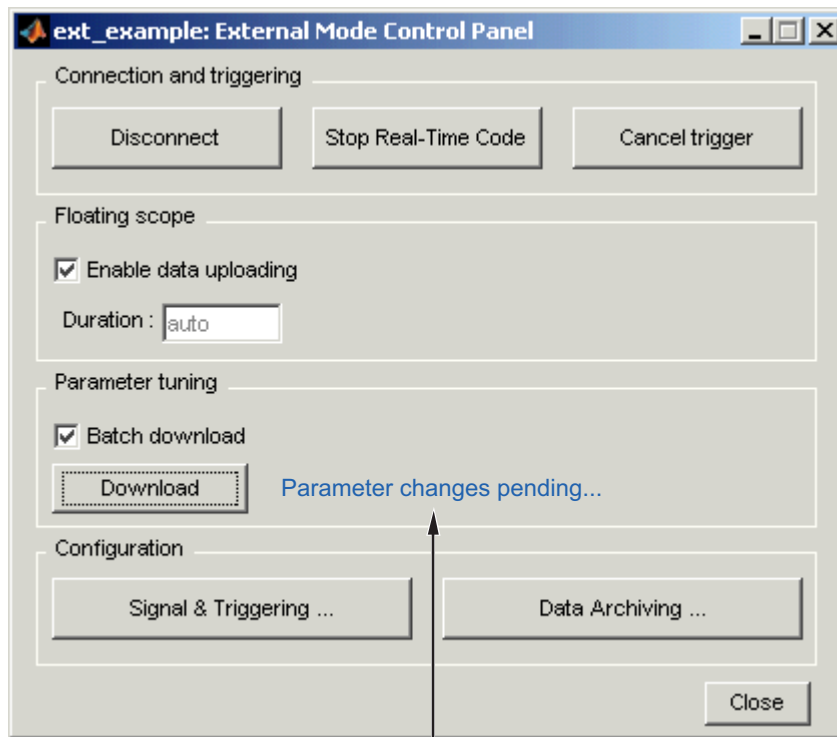 ext_example: External Mode Control Panel
Connection and triggering
Disconnect Stop Real-Time Code Cancel trigger
Floating scope
Enable data uploading
Duration : auto
Parameter tuning
Batch download
Download Parameter changes pending...
Configuration
Signal & Triggering ... Data Archiving ...
Close